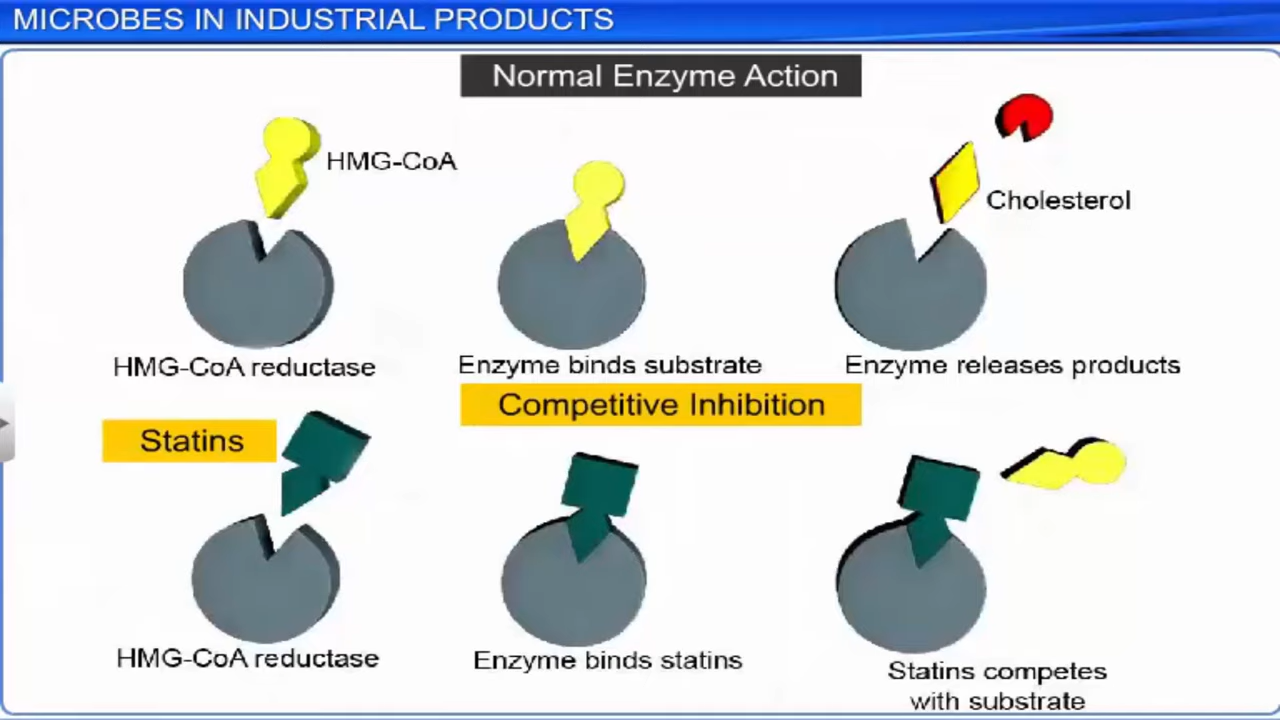 MICROBES IN INDUSTRIAL PRODUCTS
Normal Enzyme Action
HMG-CoA
Cholesterol
HMG-CoA reductase
Enzyme binds substrate
Enzyme releases products
Competitive Inhibition
Statins
HMG-CoA reductase
Enzyme binds statins
Statins competes
with substrate